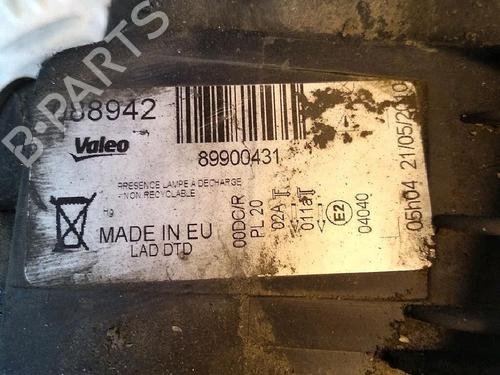 88942
Valeo
89900431
PRESENCE LAMPE A DECHARGE
NON RECYCLABLE
Hg
MADE IN EU
LAD DTD
00DC/R
PL 20
02A
011a
E2
04040
05h04 21/05/2010
B-PARTS